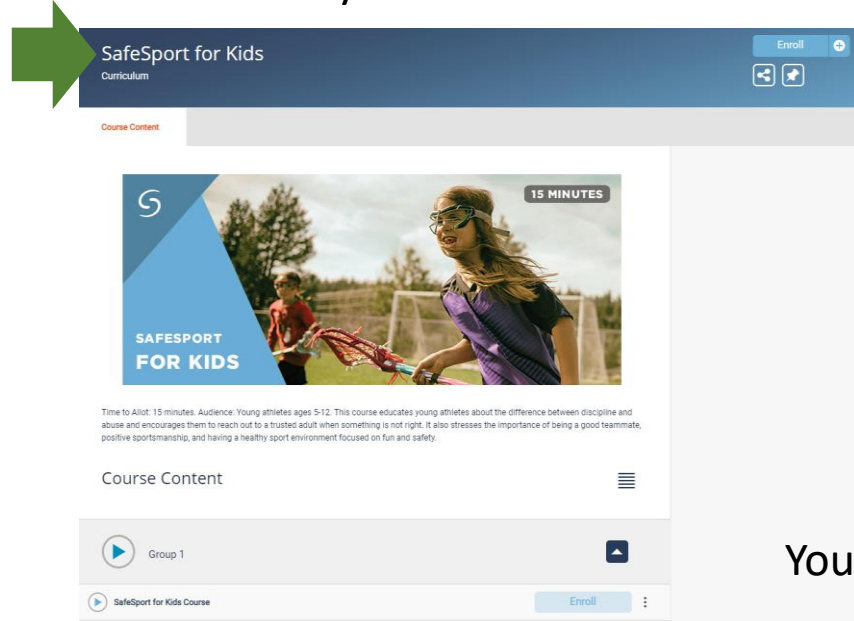 SafeSport for Kids
Enroll
Curriculum
Course Content
15 MINUTES
SAFESPORT
FOR KIDS
Time to Allot: 15 minutes. Audience: Young athletes ages 5-12. This course educates young athletes about the difference between discipline and
abuse and encourages them to reach out to a trusted adult when something is not right. It also stresses the importance of being a good teammate,
positive sportsmanship, and having a healthy sport environment focused on fun and safety.
Course Content
Group 1
You
SafeSport for Kids Course
Enroll